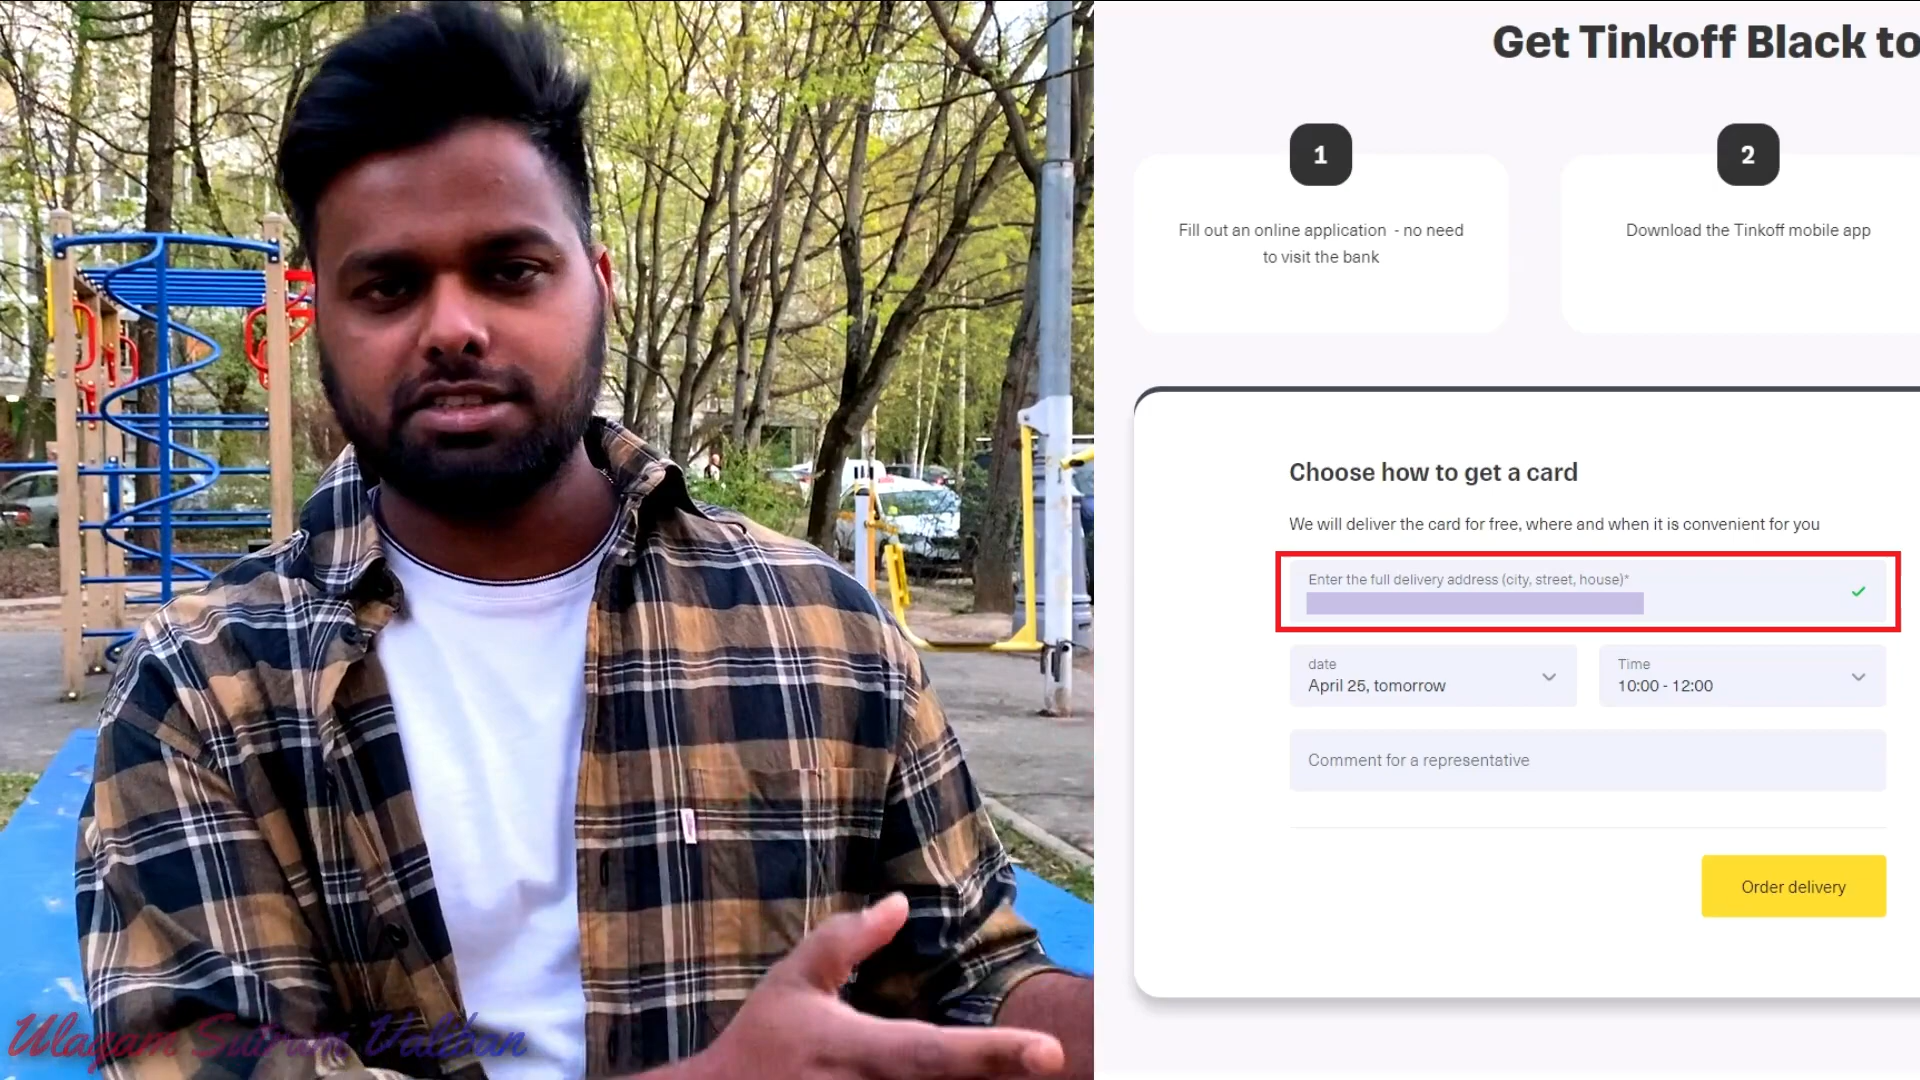 Get Tinkoff Black to
1
Fill out an online application - no need
to visit the bank
2
Download the Tinkoff mobile app
Choose how to get a card
We will deliver the card for free, where and when it is convenient for you
Enter the full delivery address (city, street, house)*
date
April 25, tomorrow
Time
10:00 - 12:00
Comment for a representative
Order delivery
Ulagam Sutrum Valiban